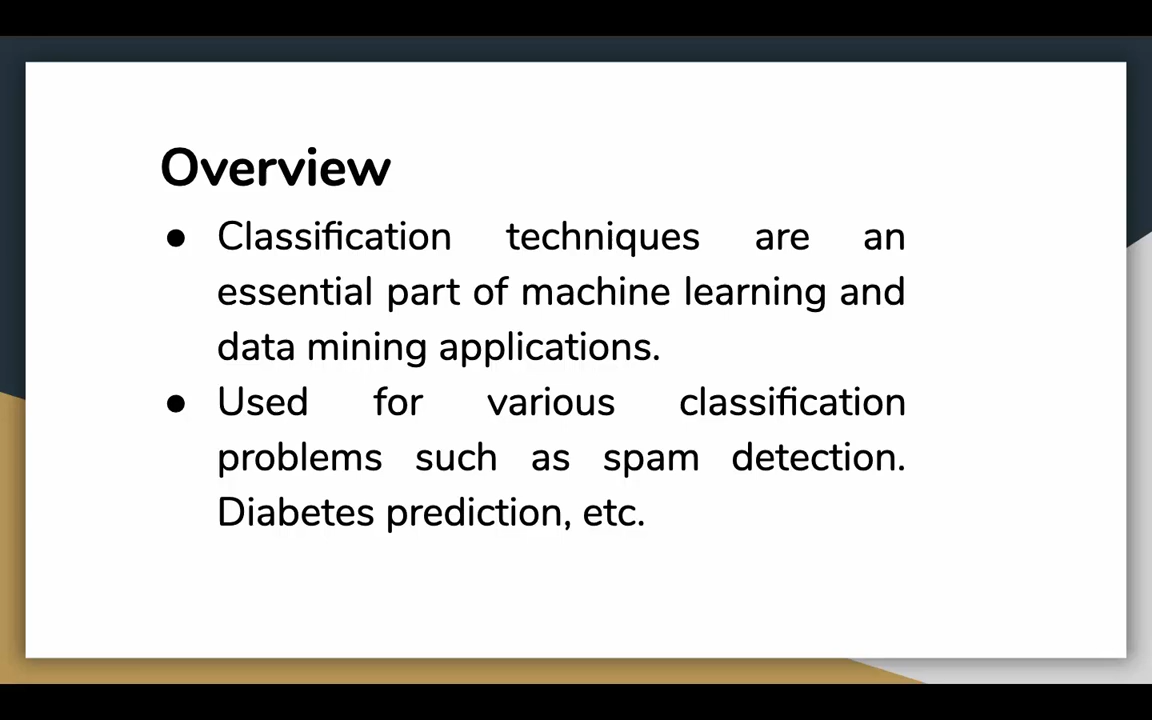 Overview
● Classification techniques are an
essential part of machine learning and
data mining applications.
● Used for various classification
problems such as spam detection.
Diabetes prediction, etc.